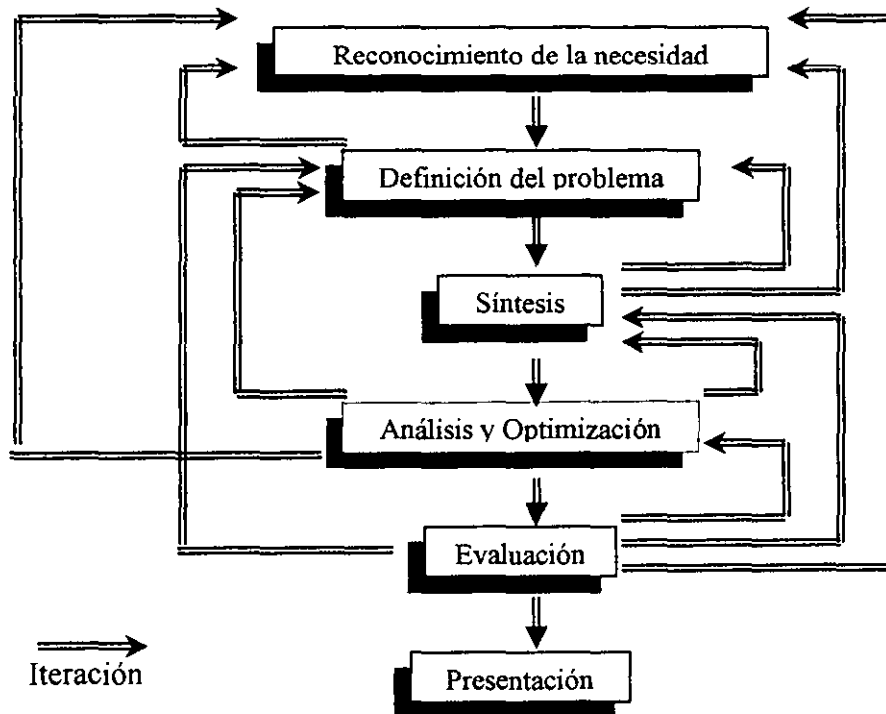 Reconocimiento de la necesidad
Definición del problema
Síntesis
Análisis y Optimización
Evaluación
Presentación
Iteración